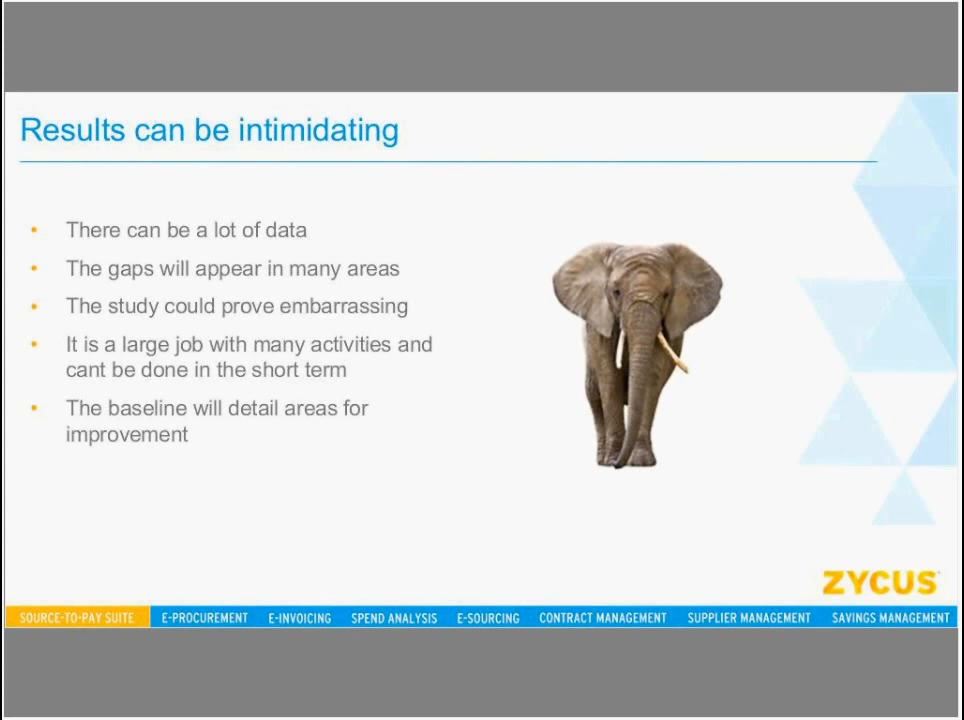 Results can be intimidating
• There can be a lot of data
• The gaps will appear in many areas
• The study could prove embarrassing
• It is a large job with many activities and
cant be done in the short term
• The baseline will detail areas for
improvement
ZYCUS
SOURCE-TO-PAY SUITE E-PROCUREMENT E-INVOICING SPEND ANALYSIS E-SOURCING CONTRACT MANAGEMENT SUPPLIER MANAGEMENT SAVINGS MANAGEMENT